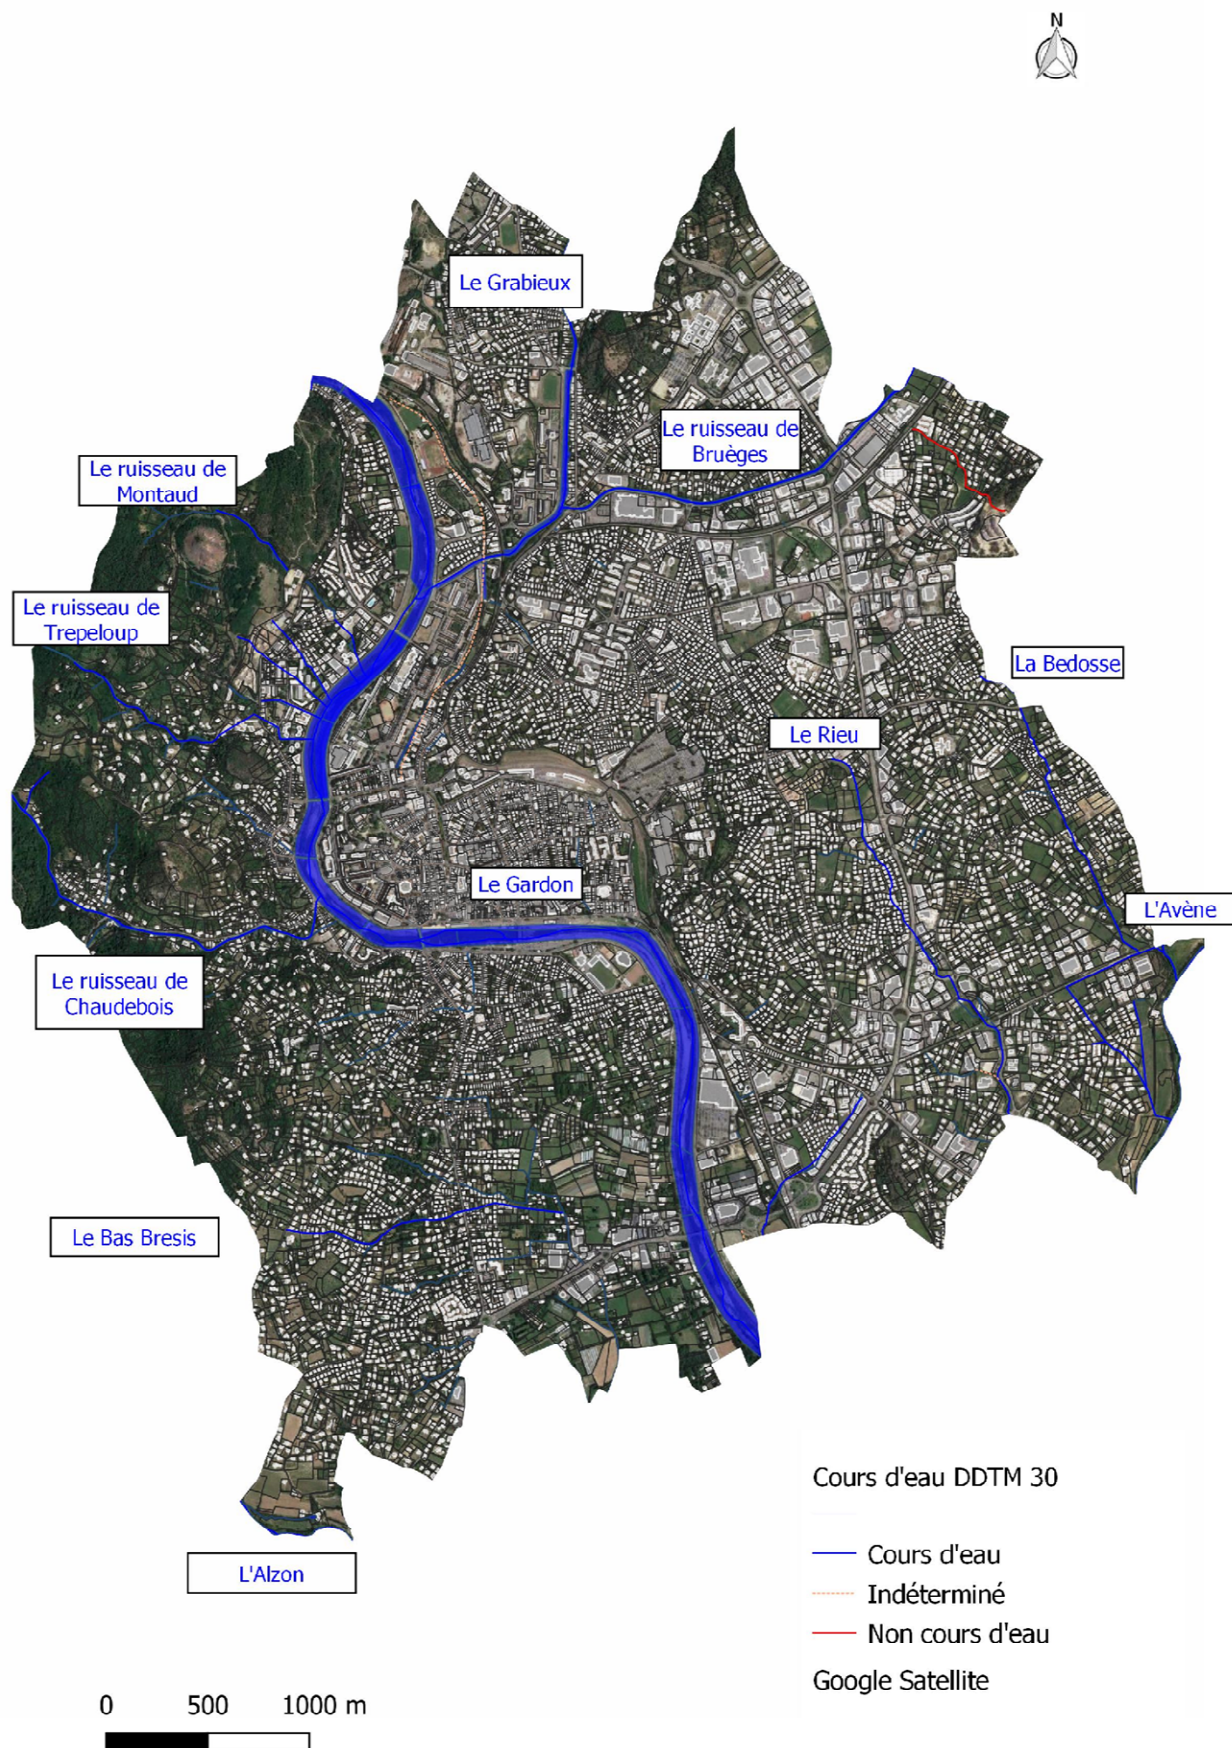 N
Le Grabieux
Le ruisseau de
Bruèges
Le ruisseau de
Montaud
Le ruisseau de
Trepeloup
La Bedosse
Le Rieu
Le Gardon
L'Avène
Le ruisseau de
Chaudebois
Le Bas Bresis
L'Alzon
Cours d'eau DDTM 30
Cours d'eau
Indéterminé
Non cours d'eau
Google Satellite
0 500 1000 m